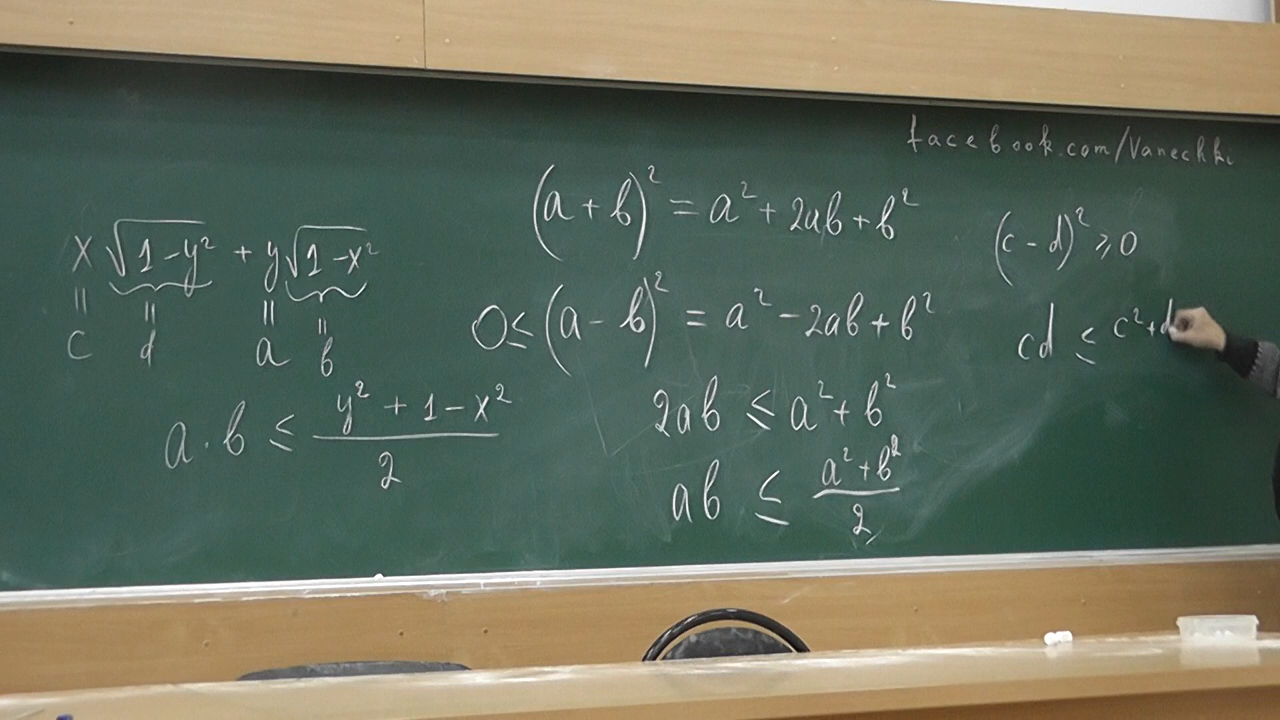 facebook.com/Vanechki
(a + b)² = a² + 2ab + b²
(c - d)² ⩾ 0
x √(1 - y²) + y √(1 - x²)
|| || || ||
c d a b
0 ≤ (a - b)² = a² - 2ab + b²
cd ≤ c² + d
a · b ≤ (y² + 1 - x²) / 2
2ab ≤ a² + b²
ab ≤ (a² + b²) / 2